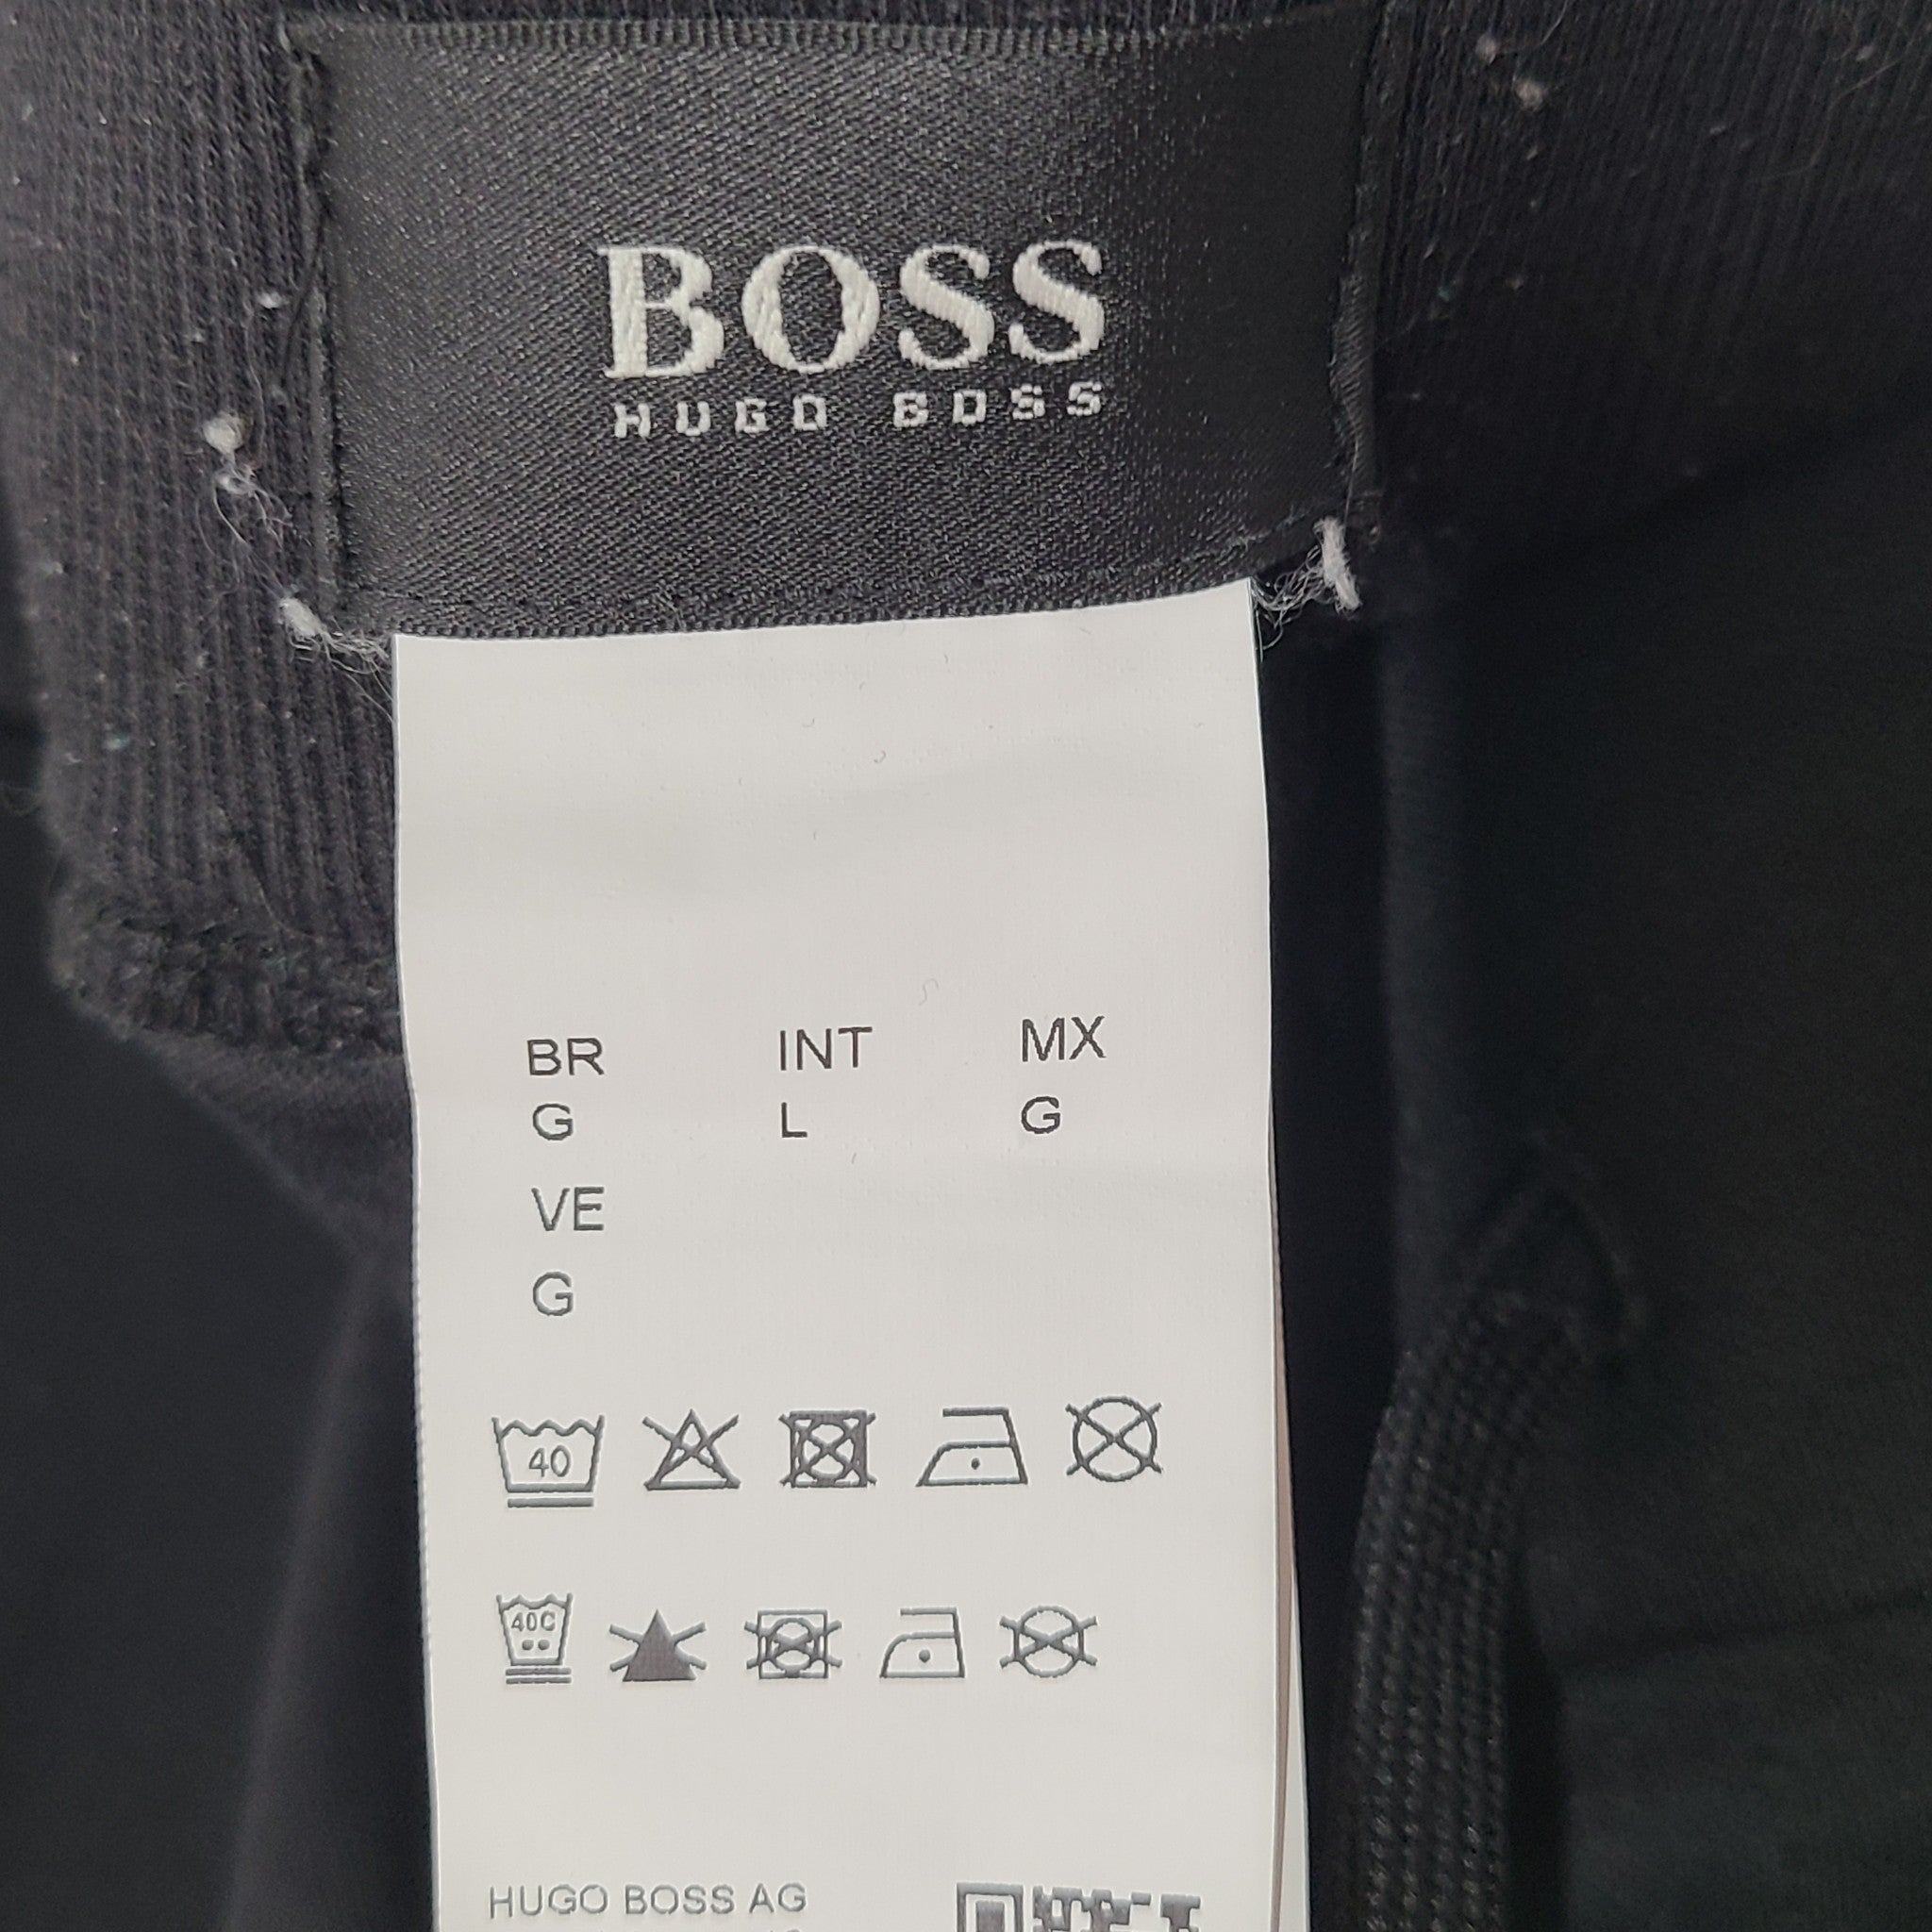 BOSS
HUGO BOSS
BR INT MX
G L G
VE
G
40
40C
HUGO BOSS AG